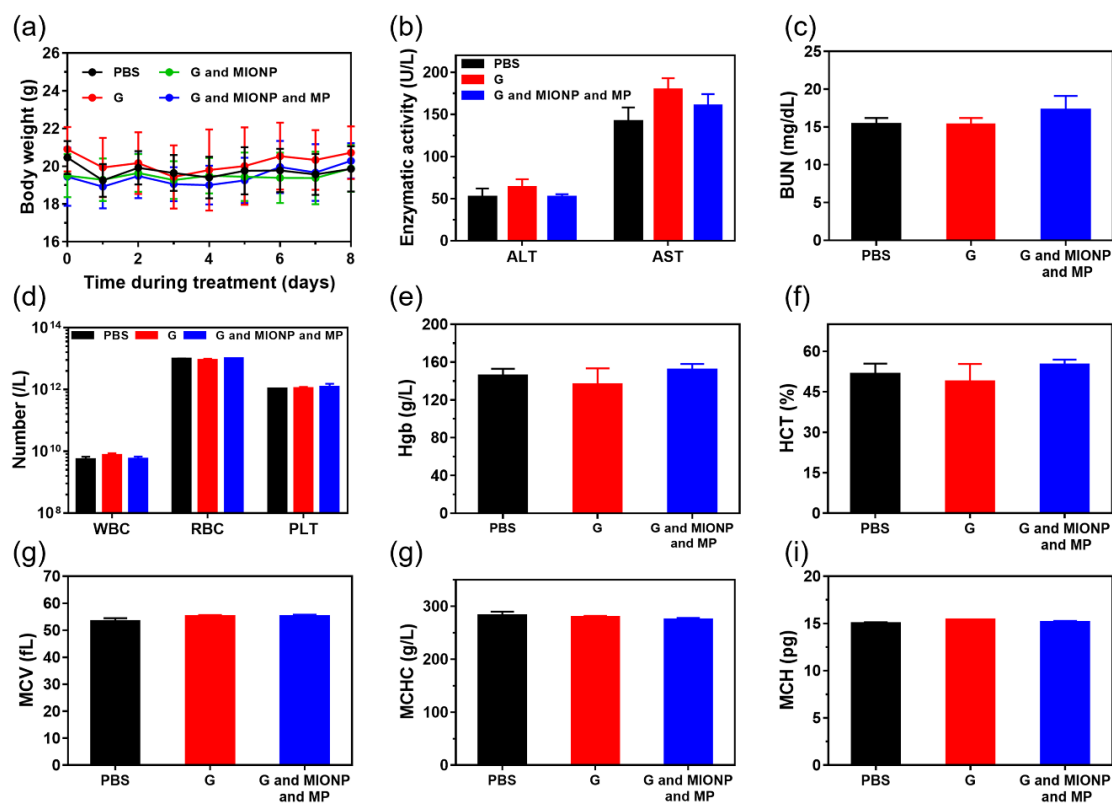 (a)
Body weight (g)
26
24
22
20
18
16
PBS
G and MIONP
G
G and MIONP and MP
0
2
4
6
8
Time during treatment (days)
(b)
Enzymatic activity (U/L)
200
150
100
50
0
PBS
G
G and MIONP and MP
ALT
AST
(c)
BUN (mg/dL)
25
20
15
10
5
0
PBS
G
G and MIONP
and MP
(d)
Number (/L)
10^14
10^12
10^10
10^8
PBS
G
G and MIONP and MP
WBC
RBC
PLT
(e)
Hgb (g/L)
200
160
120
80
40
0
PBS
G
G and MIONP
and MP
(f)
HCT (%)
75
60
45
30
15
0
PBS
G
G and MIONP
and MP
(g)
MCV (fL)
70
60
50
40
30
20
10
0
PBS
G
G and MIONP
and MP
(g)
MCHC (g/L)
300
200
100
0
PBS
G
G and MIONP
and MP
(i)
MCH (pg)
20
15
10
5
0
PBS
G
G and MIONP
and MP